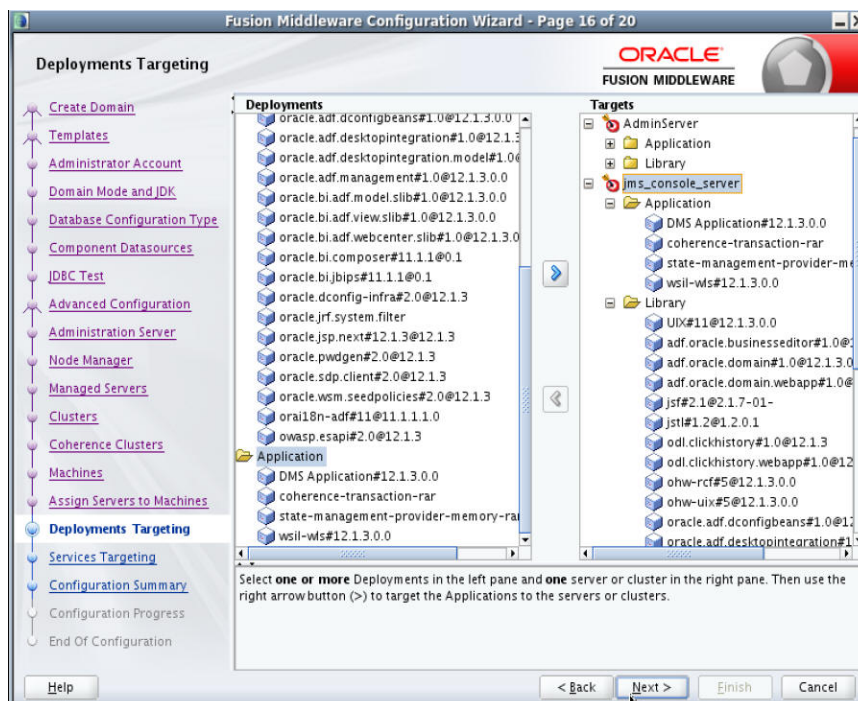 Fusion Middleware Configuration Wizard - Page 16 of 20
Deployments Targeting
ORACLE
FUSION MIDDLEWARE
Create Domain
Templates
Administrator Account
Domain Mode and JDK
Database Configuration Type
Component Datasources
JDBC Test
Advanced Configuration
Administration Server
Node Manager
Managed Servers
Clusters
Coherence Clusters
Machines
Assign Servers to Machines
Deployments Targeting
Services Targeting
Configuration Summary
Configuration Progress
End Of Configuration
Deployments
oracle.adf.dconfigbeans#1.0@12.1.3.0.0
oracle.adf.desktopintegration#1.0@12.1.3
oracle.adf.desktopintegration.model#1.0@
oracle.adf.management#1.0@12.1.3.0.0
oracle.bi.adf.model.slib#1.0@12.1.3.0.0
oracle.bi.adf.view.slib#1.0@12.1.3.0.0
oracle.bi.adf.webcenter.slib#1.0@12.1.3.0
oracle.bi.composer#11.1.1@0.1
oracle.bi.jbips#11.1.1@0.1
oracle.dconfig-infra#2.0@12.1.3
oracle.jrf.system.filter
oracle.jsp.next#12.1.3@12.1.3
oracle.pwdgen#2.0@12.1.3
oracle.sdp.client#2.0@12.1.3
oracle.wsm.seedpolicies#2.0@12.1.3
orai18n-adf#11@11.1.1.1.0
owasp.esapi#2.0@12.1.3
Application
DMS Application#12.1.3.0.0
coherence-transaction-rar
state-management-provider-memory-rar
wsil-wls#12.1.3.0.0
Targets
AdminServer
Application
Library
jms_console_server
Application
DMS Application#12.1.3.0.0
coherence-transaction-rar
state-management-provider-me
wsil-wls#12.1.3.0.0
Library
UIX#11@12.1.3.0.0
adf.oracle.businesseditor#1.0@
adf.oracle.domain#1.0@12.1.3.0
adf.oracle.domain.webapp#1.0@
jsf#2.1@2.1.7-01-
jstl#1.2@1.2.0.1
odl.clickhistory#1.0@12.1.3
odl.clickhistory.webapp#1.0@12
ohw-rcf#5@12.1.3.0.0
ohw-uix#5@12.1.3.0.0
oracle.adf.dconfigbeans#1.0@12
oracle.adf.desktopintegration#1
Select one or more Deployments in the left pane and one server or cluster in the right pane. Then use the
right arrow button (>) to target the Applications to the servers or clusters.
Help
< Back
Next >
Finish
Cancel